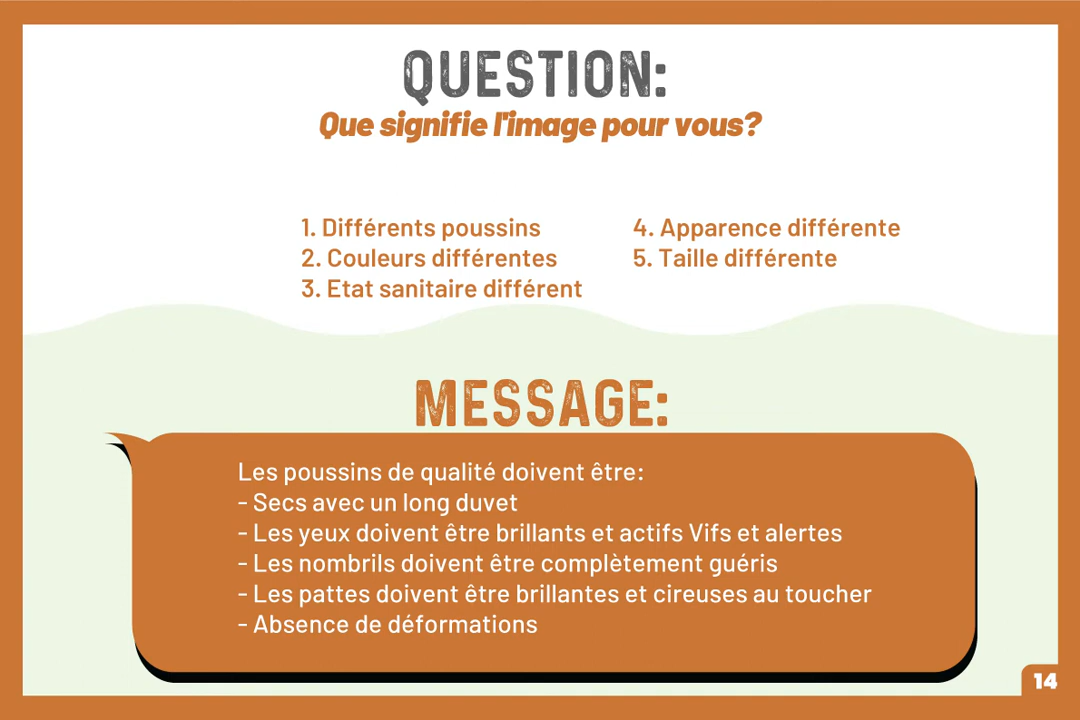 QUESTION:
Que signifie l'image pour vous?
1. Différents poussins
2. Couleurs différentes
3. Etat sanitaire différent
4. Apparence différente
5. Taille différente
MESSAGE:
Les poussins de qualité doivent être:
- Secs avec un long duvet
- Les yeux doivent être brillants et actifs Vifs et alertes
- Les nombrils doivent être complètement guéris
- Les pattes doivent être brillantes et cireuses au toucher
- Absence de déformations
14